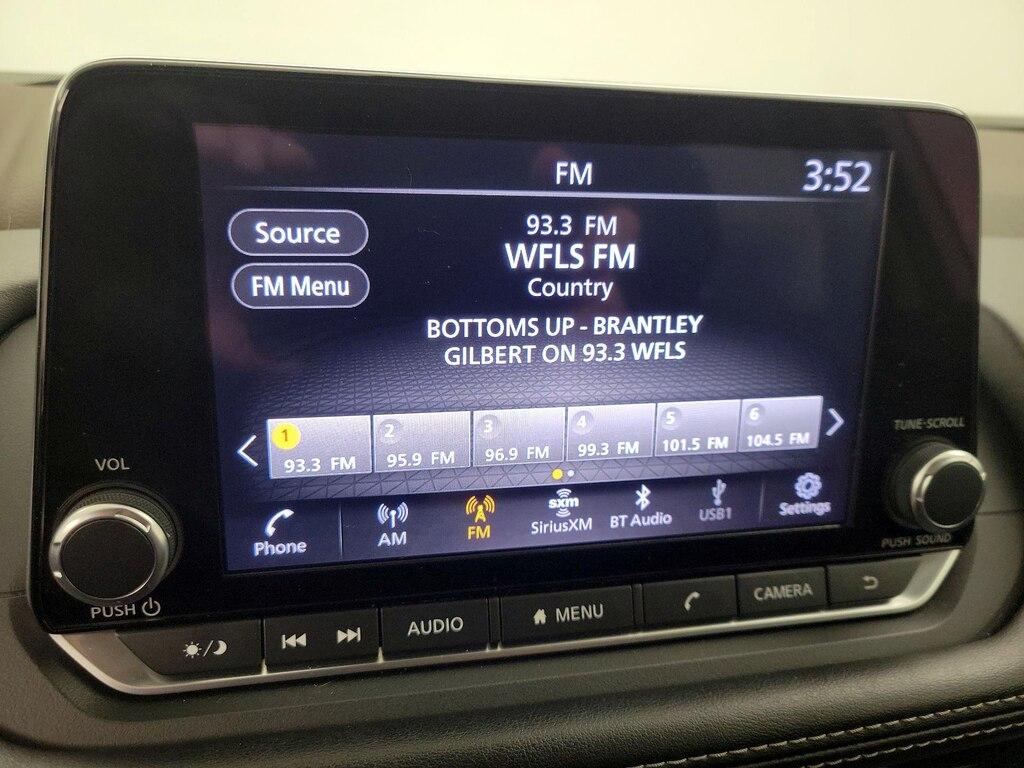 FM
3:52
Source
FM Menu
93.3 FM
WFLS FM
Country
BOTTOMS UP - BRANTLEY
GILBERT ON 93.3 WFLS
1
93.3 FM
2
95.9 FM
3
96.9 FM
4
99.3 FM
5
101.5 FM
6
104.5 FM
Phone
AM
FM
sxm
SiriusXM
BT Audio
USB1
Settings
VOL
PUSH
TUNE·SCROLL
PUSH SOUND
AUDIO
MENU
CAMERA